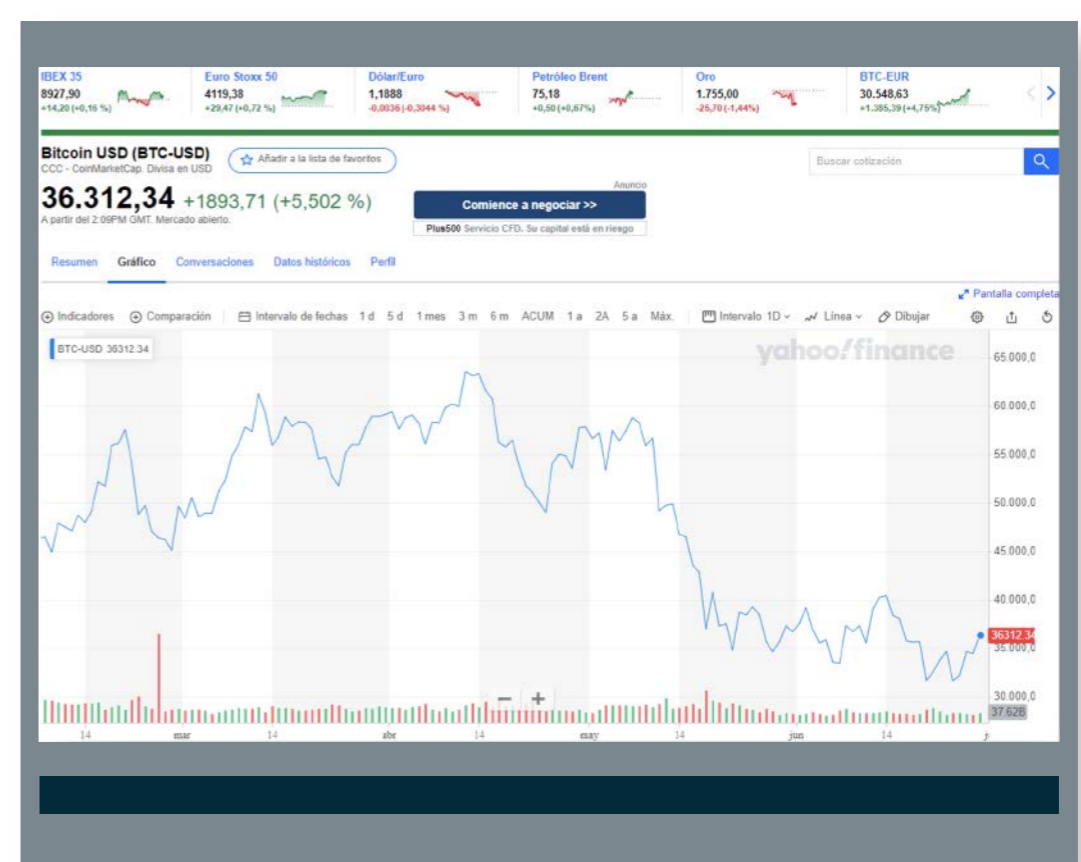 IBEX 35 Euro Stoxx 50 Dólar/Euro Petróleo Brent Oro BTC-EUR
8927,90 4119,38 1,1888 75,18 1.755,00 30.548,63
+14,20 (+0,16 %) +29,47 (+0,72 %) -0,0036 (-0,3044 %) +0,50 (+0,67%) -25,70 (-1,44%) +1.385,39 (+4,75%)
Bitcoin USD (BTC-USD) Añadir a la lista de favoritos Buscar cotización
CCC - CoinMarketCap. Divisa en USD
Anuncio
36.312,34 +1893,71 (+5,502 %) Comience a negociar >>
A partir del 2:09PM GMT. Mercado abierto.
Plus500 Servicio CFD. Su capital está en riesgo
Resumen Gráfico Conversaciones Datos históricos Perfil
Pantalla completa
Indicadores Comparación Intervalo de fechas 1 d 5 d 1 mes 3 m 6 m ACUM 1 a 2A 5 a Máx. Intervalo 1D Línea Dibujar
BTC-USD 36312.34 yahoo!finance
65.000,0
60.000,0
55.000,0
50.000,0
45.000,0
40.000,0
36312.34
35.000,0
30.000,0
37.62B
14 mar 14 abr 14 may 14 jun 14 j